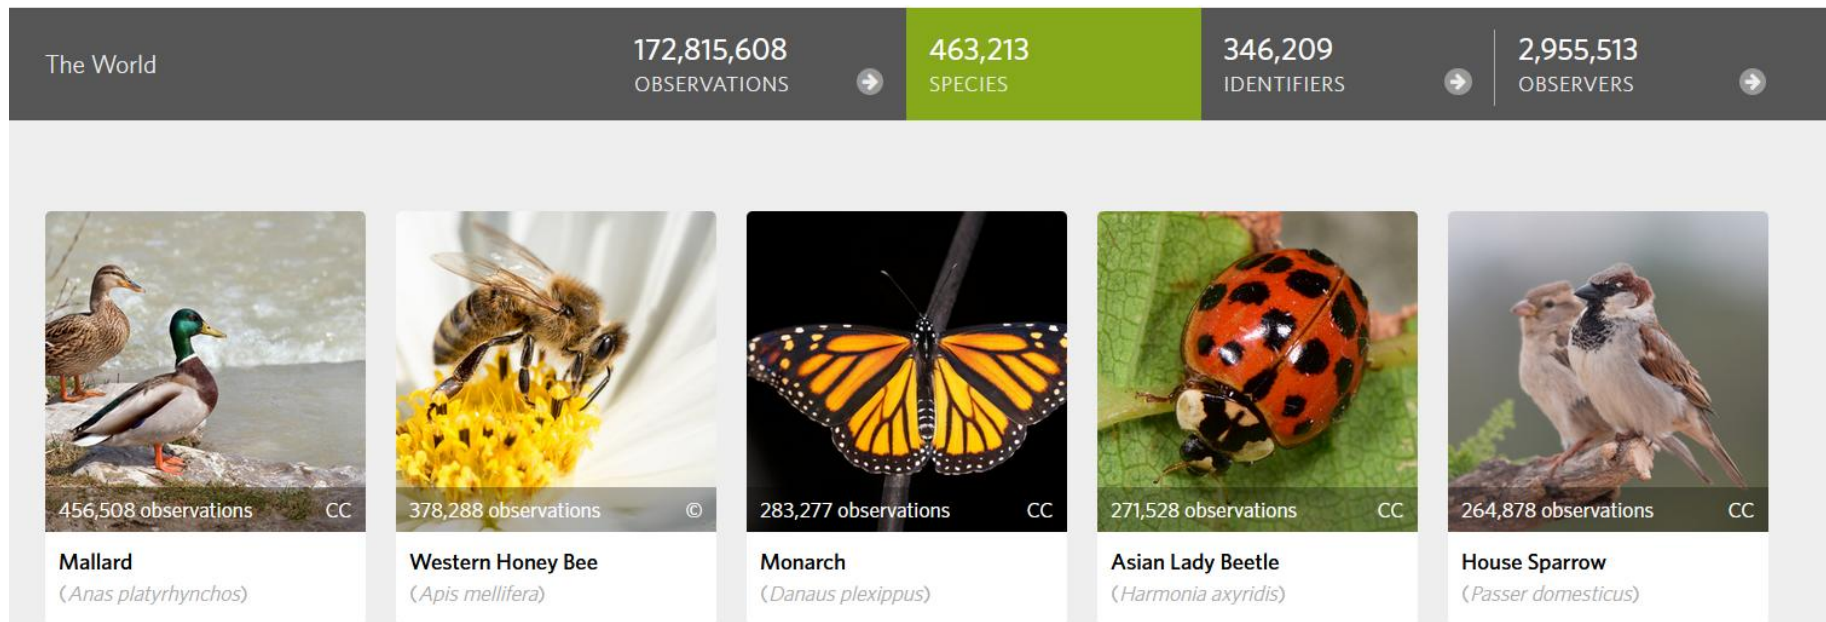 The World
172,815,608
OBSERVATIONS
463,213
SPECIES
346,209
IDENTIFIERS
2,955,513
OBSERVERS
456,508 observations CC
Mallard
(Anas platyrhynchos)
378,288 observations ©
Western Honey Bee
(Apis mellifera)
283,277 observations CC
Monarch
(Danaus plexippus)
271,528 observations CC
Asian Lady Beetle
(Harmonia axyridis)
264,878 observations CC
House Sparrow
(Passer domesticus)